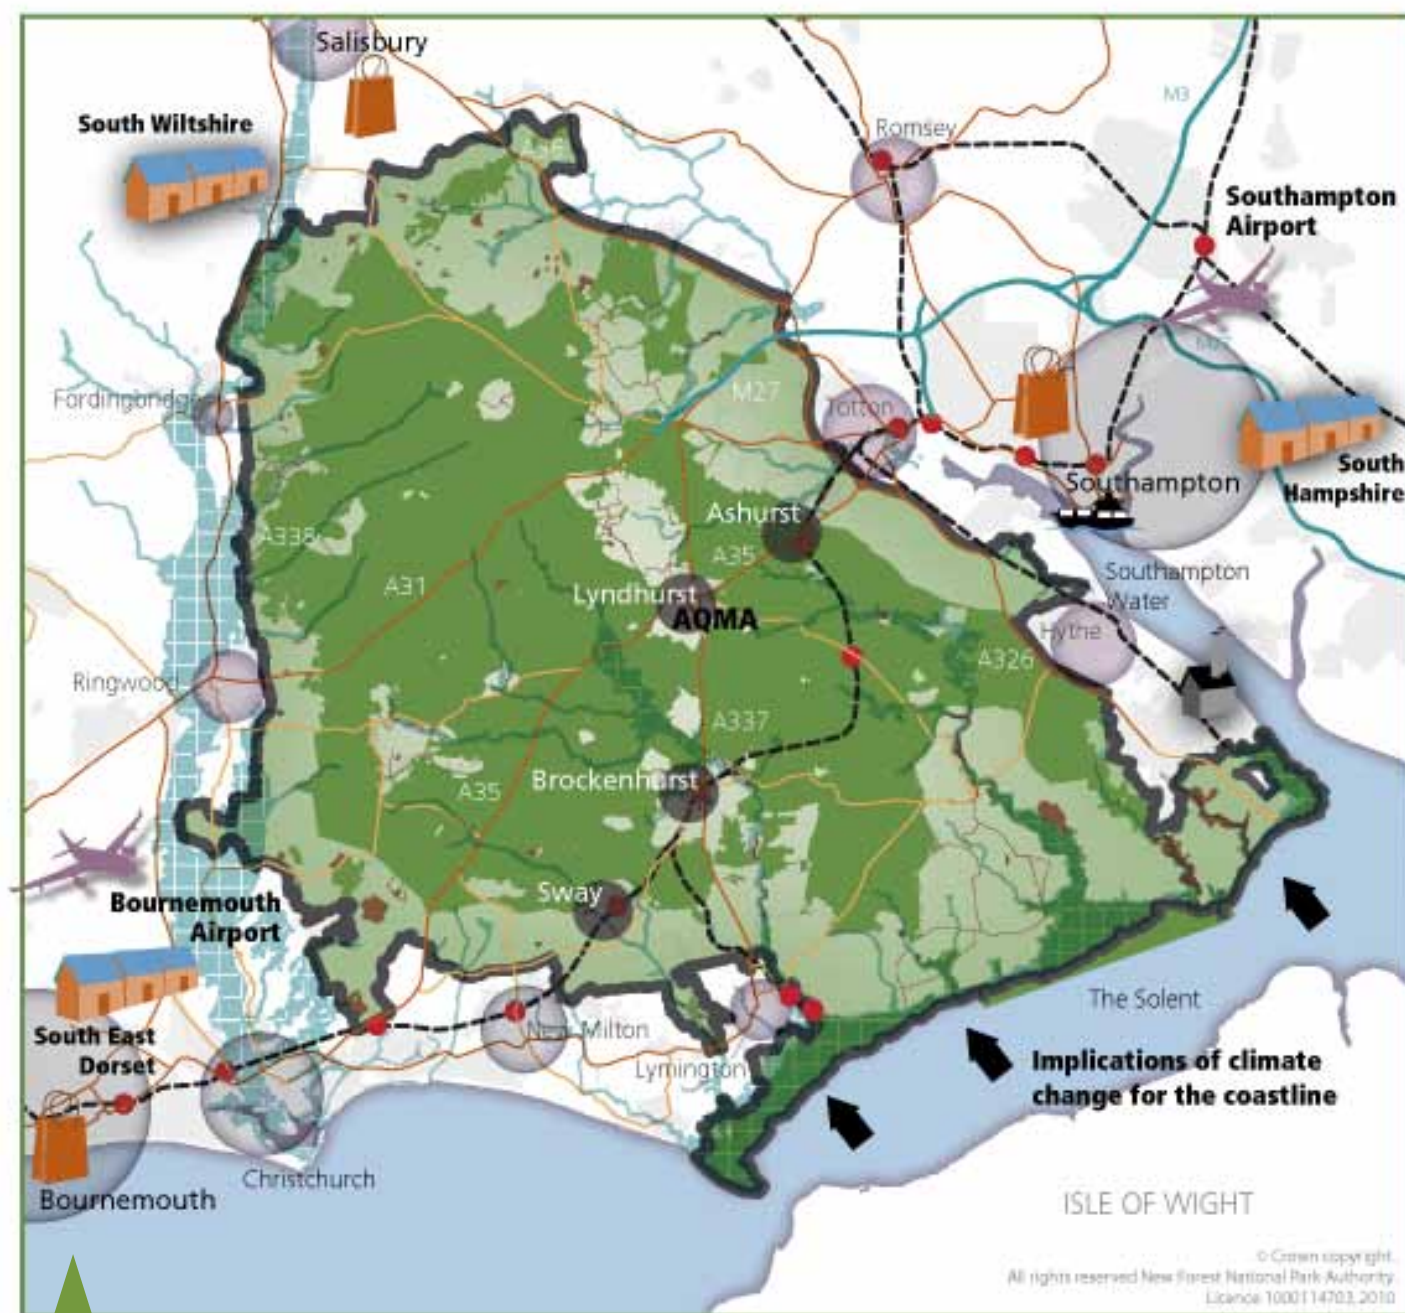 Salisbury
South Wiltshire
Romsey
M3
Southampton
Airport
A36
M27
Fordingbridge
M27
Totton
South
Hampshire
Southampton
Ashurst
A338
A35
A31
Lyndhurst
AQMA
Southampton
Water
Hythe
A326
Ringwood
A337
Brockenhurst
A35
Sway
Bournemouth
Airport
The Solent
New Milton
South East
Dorset
Lymington
Implications of climate
change for the coastline
Christchurch
Bournemouth
ISLE OF WIGHT
© Crown copyright.
All rights reserved New Forest National Park Authority.
Licence 1000114703, 2010